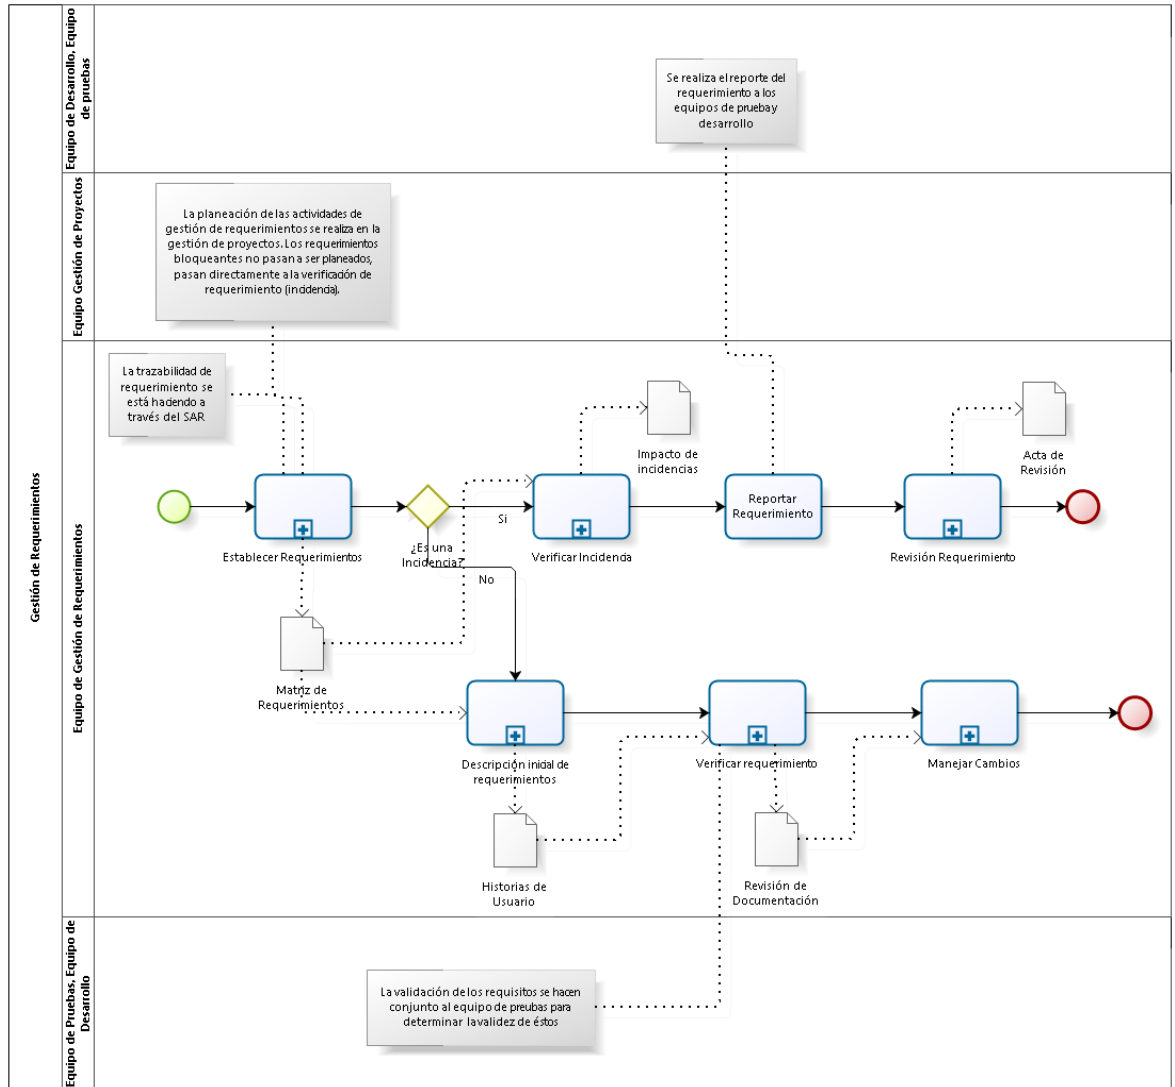 Gestión de Requerimientos
Equipo de Desarrollo, Equipo
de pruebas
Se realiza el reporte del
requerimiento a los
equipos de prueba y
desarrollo
Equipo Gestión de Proyectos
La planeación de las actividades de
gestión de requerimientos se realiza en la
gestión de proyectos. Los requerimientos
bloqueantes no pasan a ser planeados,
pasan directamente a la verificación de
requerimiento (incidencia).
Equipo de Gestión de Requerimientos
La trazabilidad de
requerimiento se
está haciendo a
través del SAR
Impacto de
incidencias
Acta de
Revisión
Establecer Requerimientos
¿Es una
Incidencia?
Si
No
Verificar Incidencia
Reportar
Requerimiento
Revisión Requerimiento
Matriz de
Requerimientos
Descripción inicial de
requerimientos
Verificar requerimiento
Manejar Cambios
Historias de
Usuario
Revisión de
Documentación
Equipo de Pruebas, Equipo de
Desarrollo
La validación de los requisitos se hacen
conjunto al equipo de preubas para
determinar la validez de éstos